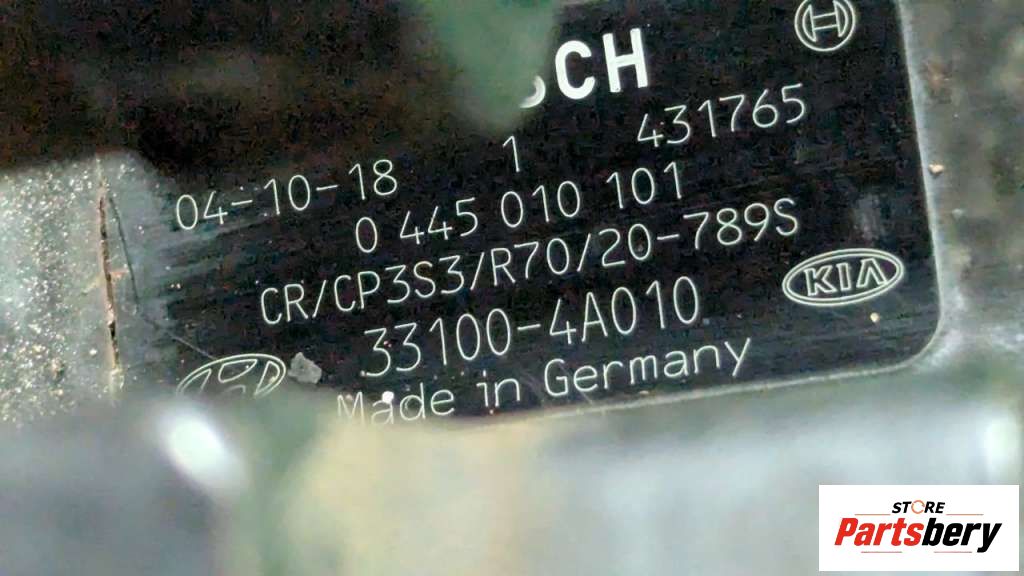 SCH
04-10-18 1 431765
0 445 010 101
CR/CP3S3/R70/20-789S
33100-4A010
KIA
Made in Germany
STORE
Partsbery